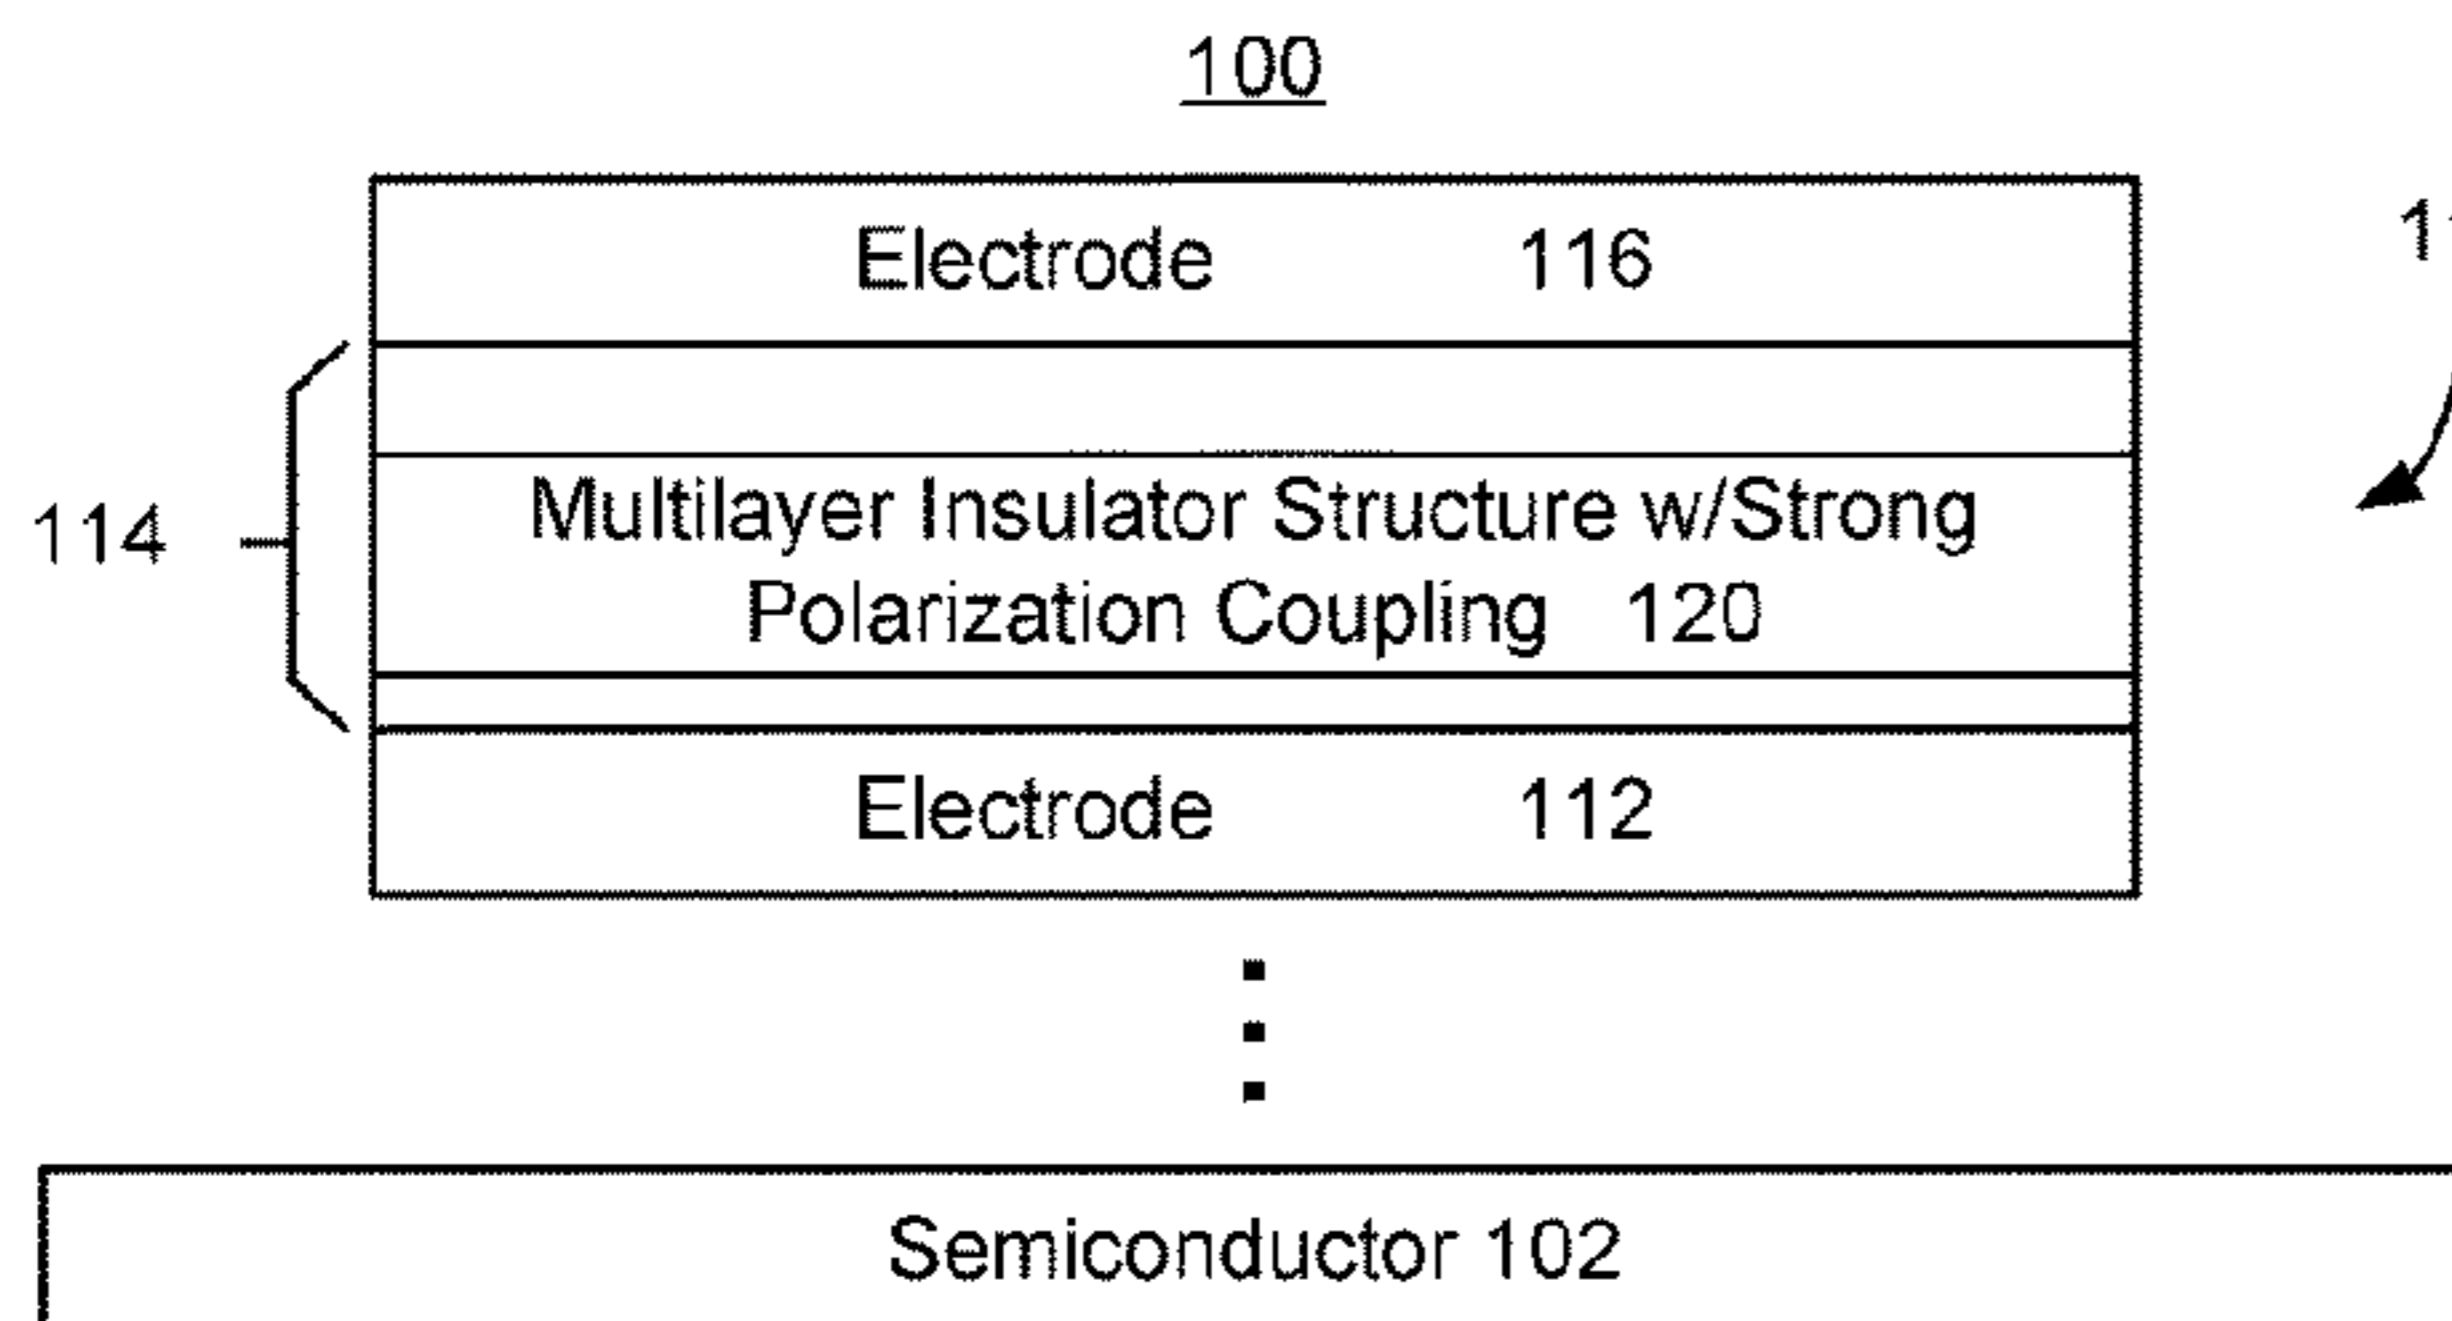 100
Electrode 116
114
Multilayer Insulator Structure w/Strong
Polarization Coupling 120
Electrode 112
Semiconductor 102